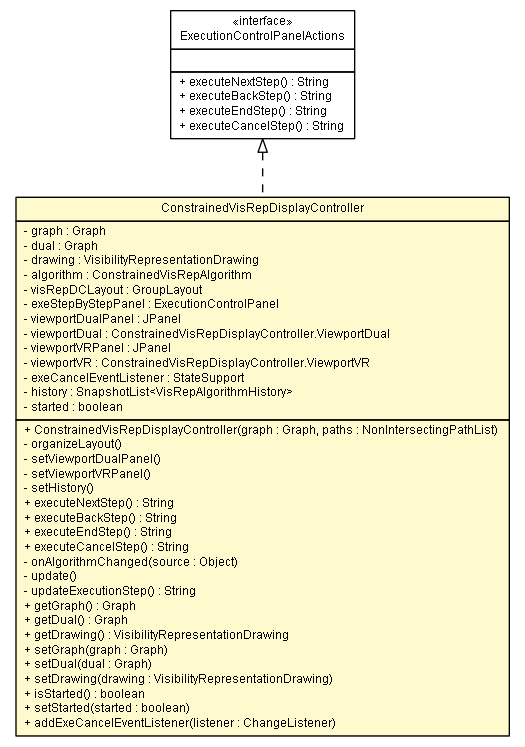 «interface»
ExecutionControlPanelActions
+ executeNextStep() : String
+ executeBackStep() : String
+ executeEndStep() : String
+ executeCancelStep() : String
ConstrainedVisRepDisplayController
- graph : Graph
- dual : Graph
- drawing : VisibilityRepresentationDrawing
- algorithm : ConstrainedVisRepAlgorithm
- visRepDCLayout : GroupLayout
- exeStepByStepPanel : ExecutionControlPanel
- viewportDualPanel : JPanel
- viewportDual : ConstrainedVisRepDisplayController.ViewportDual
- viewportVRPanel : JPanel
- viewportVR : ConstrainedVisRepDisplayController.ViewportVR
- exeCancelEventListener : StateSupport
- history : SnapshotList<VisRepAlgorithmHistory>
- started : boolean
+ ConstrainedVisRepDisplayController(graph : Graph, paths : NonIntersectingPathList)
- organizeLayout()
- setViewportDualPanel()
- setViewportVRPanel()
- setHistory()
+ executeNextStep() : String
+ executeBackStep() : String
+ executeEndStep() : String
+ executeCancelStep() : String
- onAlgorithmChanged(source : Object)
- update()
- updateExecutionStep() : String
+ getGraph() : Graph
+ getDual() : Graph
+ getDrawing() : VisibilityRepresentationDrawing
+ setGraph(graph : Graph)
+ setDual(dual : Graph)
+ setDrawing(drawing : VisibilityRepresentationDrawing)
+ isStarted() : boolean
+ setStarted(started : boolean)
+ addExeCancelEventListener(listener : ChangeListener)